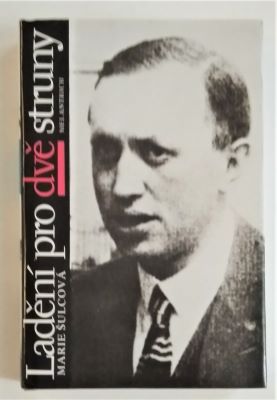 Ladění pro dvě struny
MELANTRICH
MARIE ŠULCOVÁ